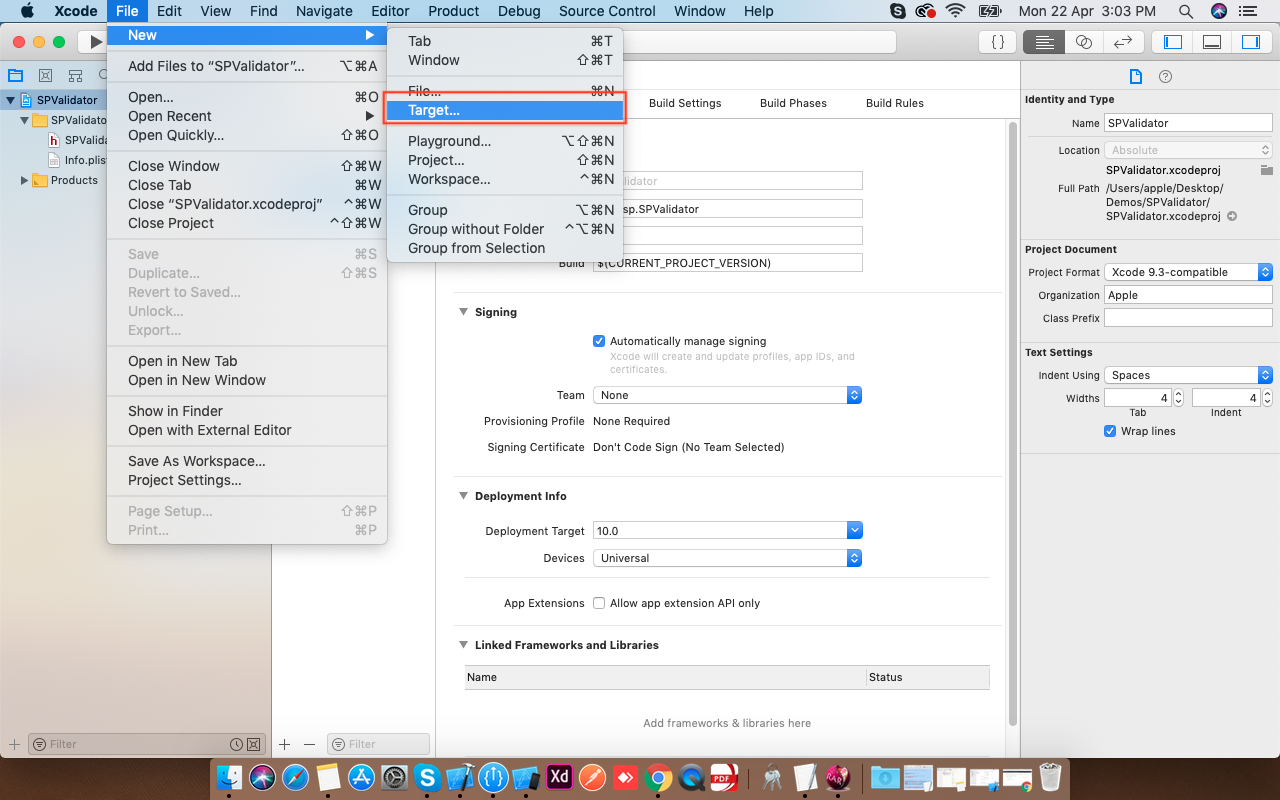 Xcode File Edit View Find Navigate Editor Product Debug Source Control Window Help Mon 22 Apr 3:03 PM
New
Add Files to “SPValidator”... ⌥⌘A
Open... ⌘O
Open Recent
Open Quickly... ⇧⌘O
Close Window ⇧⌘W
Close Tab ⌘W
Close “SPValidator.xcodeproj” ^⌘W
Close Project ^⇧⌘W
Save ⌘S
Duplicate... ⇧⌘S
Revert to Saved...
Unlock...
Export...
Open in New Tab
Open in New Window
Show in Finder
Open with External Editor
Save As Workspace...
Project Settings...
Page Setup... ⇧⌘P
Print... ⌘P
Tab ⌘T
Window ⇧⌘T
File... ⌘N
Target...
Playground... ⌥⇧⌘N
Project... ⇧⌘N
Workspace... ^⌘N
Group ⌥⌘N
Group without Folder ^⌥⌘N
Group from Selection
SPValidator
SPValidato
SPValida
Info.plis
Products
Filter
Filter
Build Settings Build Phases Build Rules
lidator
sp.SPValidator
Build $(CURRENT_PROJECT_VERSION)
Signing
Automatically manage signing
Xcode will create and update profiles, app IDs, and
certificates.
Team None
Provisioning Profile None Required
Signing Certificate Don't Code Sign (No Team Selected)
Deployment Info
Deployment Target 10.0
Devices Universal
App Extensions Allow app extension API only
Linked Frameworks and Libraries
Name Status
Add frameworks & libraries here
Identity and Type
Name SPValidator
Location Absolute
SPValidator.xcodeproj
Full Path /Users/apple/Desktop/
Demos/SPValidator/
SPValidator.xcodeproj
Project Document
Project Format Xcode 9.3-compatible
Organization Apple
Class Prefix
Text Settings
Indent Using Spaces
Widths 4 4
Tab Indent
Wrap lines
Xd
PDF